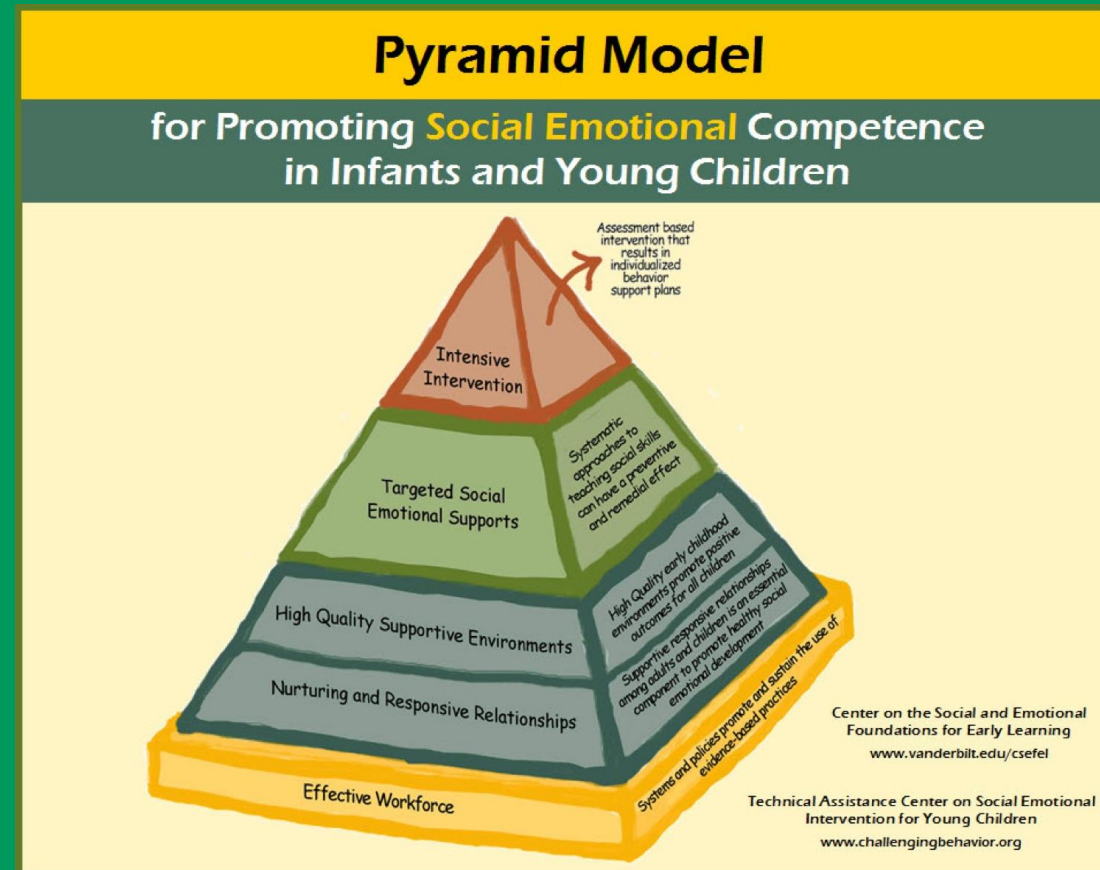 Pyramid Model
for Promoting Social Emotional Competence
in Infants and Young Children
Assessment based
intervention that
results in
individualized
behavior
support plans
Intensive
Intervention
Systematic
approaches to
teaching social skills
can have a preventive
and remedial effect
Targeted Social
Emotional Supports
High Quality early childhood
environments promote positive
outcomes for all children
High Quality Supportive Environments
Supportive responsive relationships
among adults and children is an essential
component to promote healthy social
emotional development
Nurturing and Responsive Relationships
Systems and policies promote and sustain the use of
evidence-based practices
Effective Workforce
Center on the Social and Emotional
Foundations for Early Learning
www.vanderbilt.edu/csefel
Technical Assistance Center on Social Emotional
Intervention for Young Children
www.challengingbehavior.org